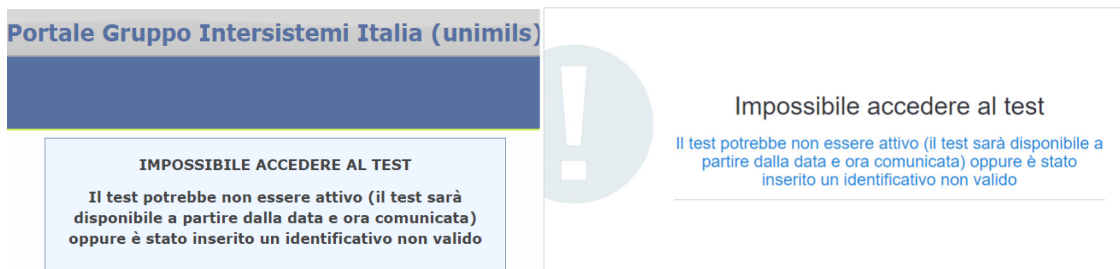 Portale Gruppo Intersistemi Italia (unimils)
IMPOSSIBILE ACCEDERE AL TEST
Il test potrebbe non essere attivo (il test sarà
disponibile a partire dalla data e ora comunicata)
oppure è stato inserito un identificativo non valido
Impossibile accedere al test
Il test potrebbe non essere attivo (il test sarà disponibile a
partire dalla data e ora comunicata) oppure è stato
inserito un identificativo non valido